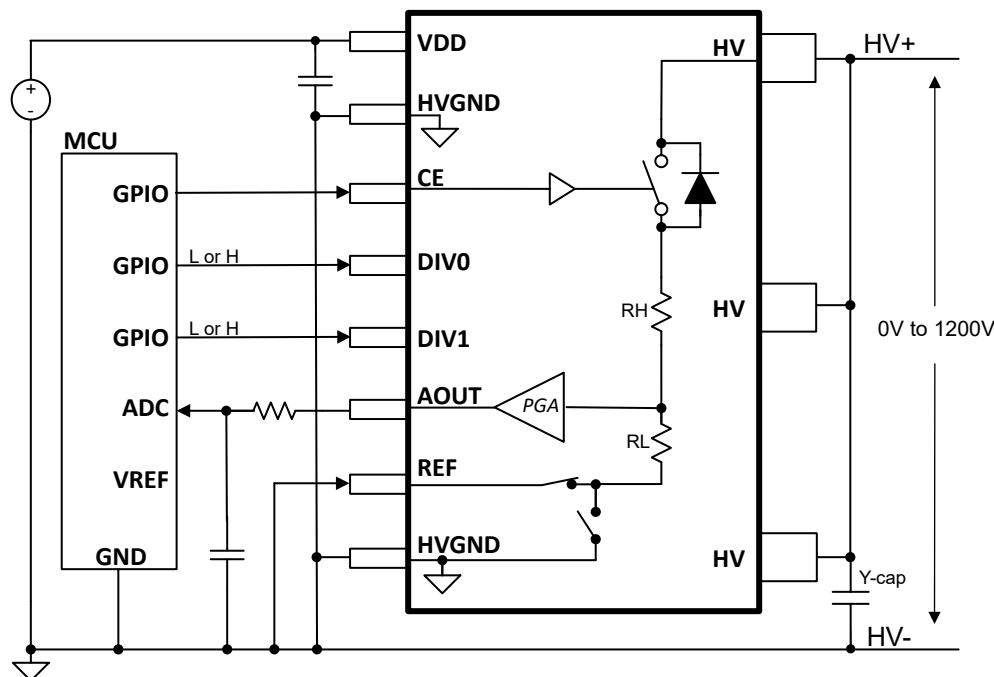 VDD
HV
HV+
+
-
HVGND
MCU
GPIO
CE
GPIO
L or H
DIV0
RH
HV
0V to 1200V
GPIO
L or H
DIV1
ADC
AOUT
PGA
RL
VREF
REF
GND
HVGND
HV
Y-cap
HV-